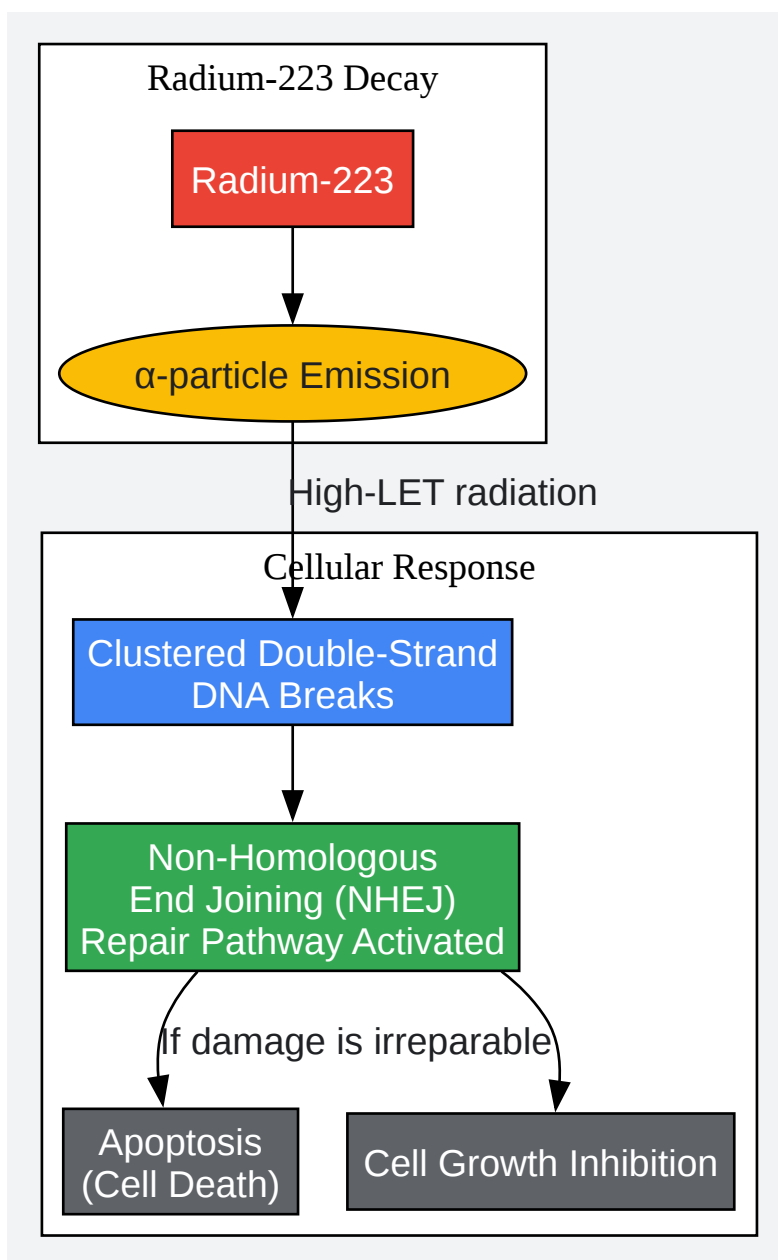 Radium-223 Decay
Radium-223
α-particle Emission
High-LET radiation
Cellular Response
Clustered Double-Strand
DNA Breaks
Non-Homologous
End Joining (NHEJ)
Repair Pathway Activated
If damage is irreparable
Apoptosis
(Cell Death)
Cell Growth Inhibition